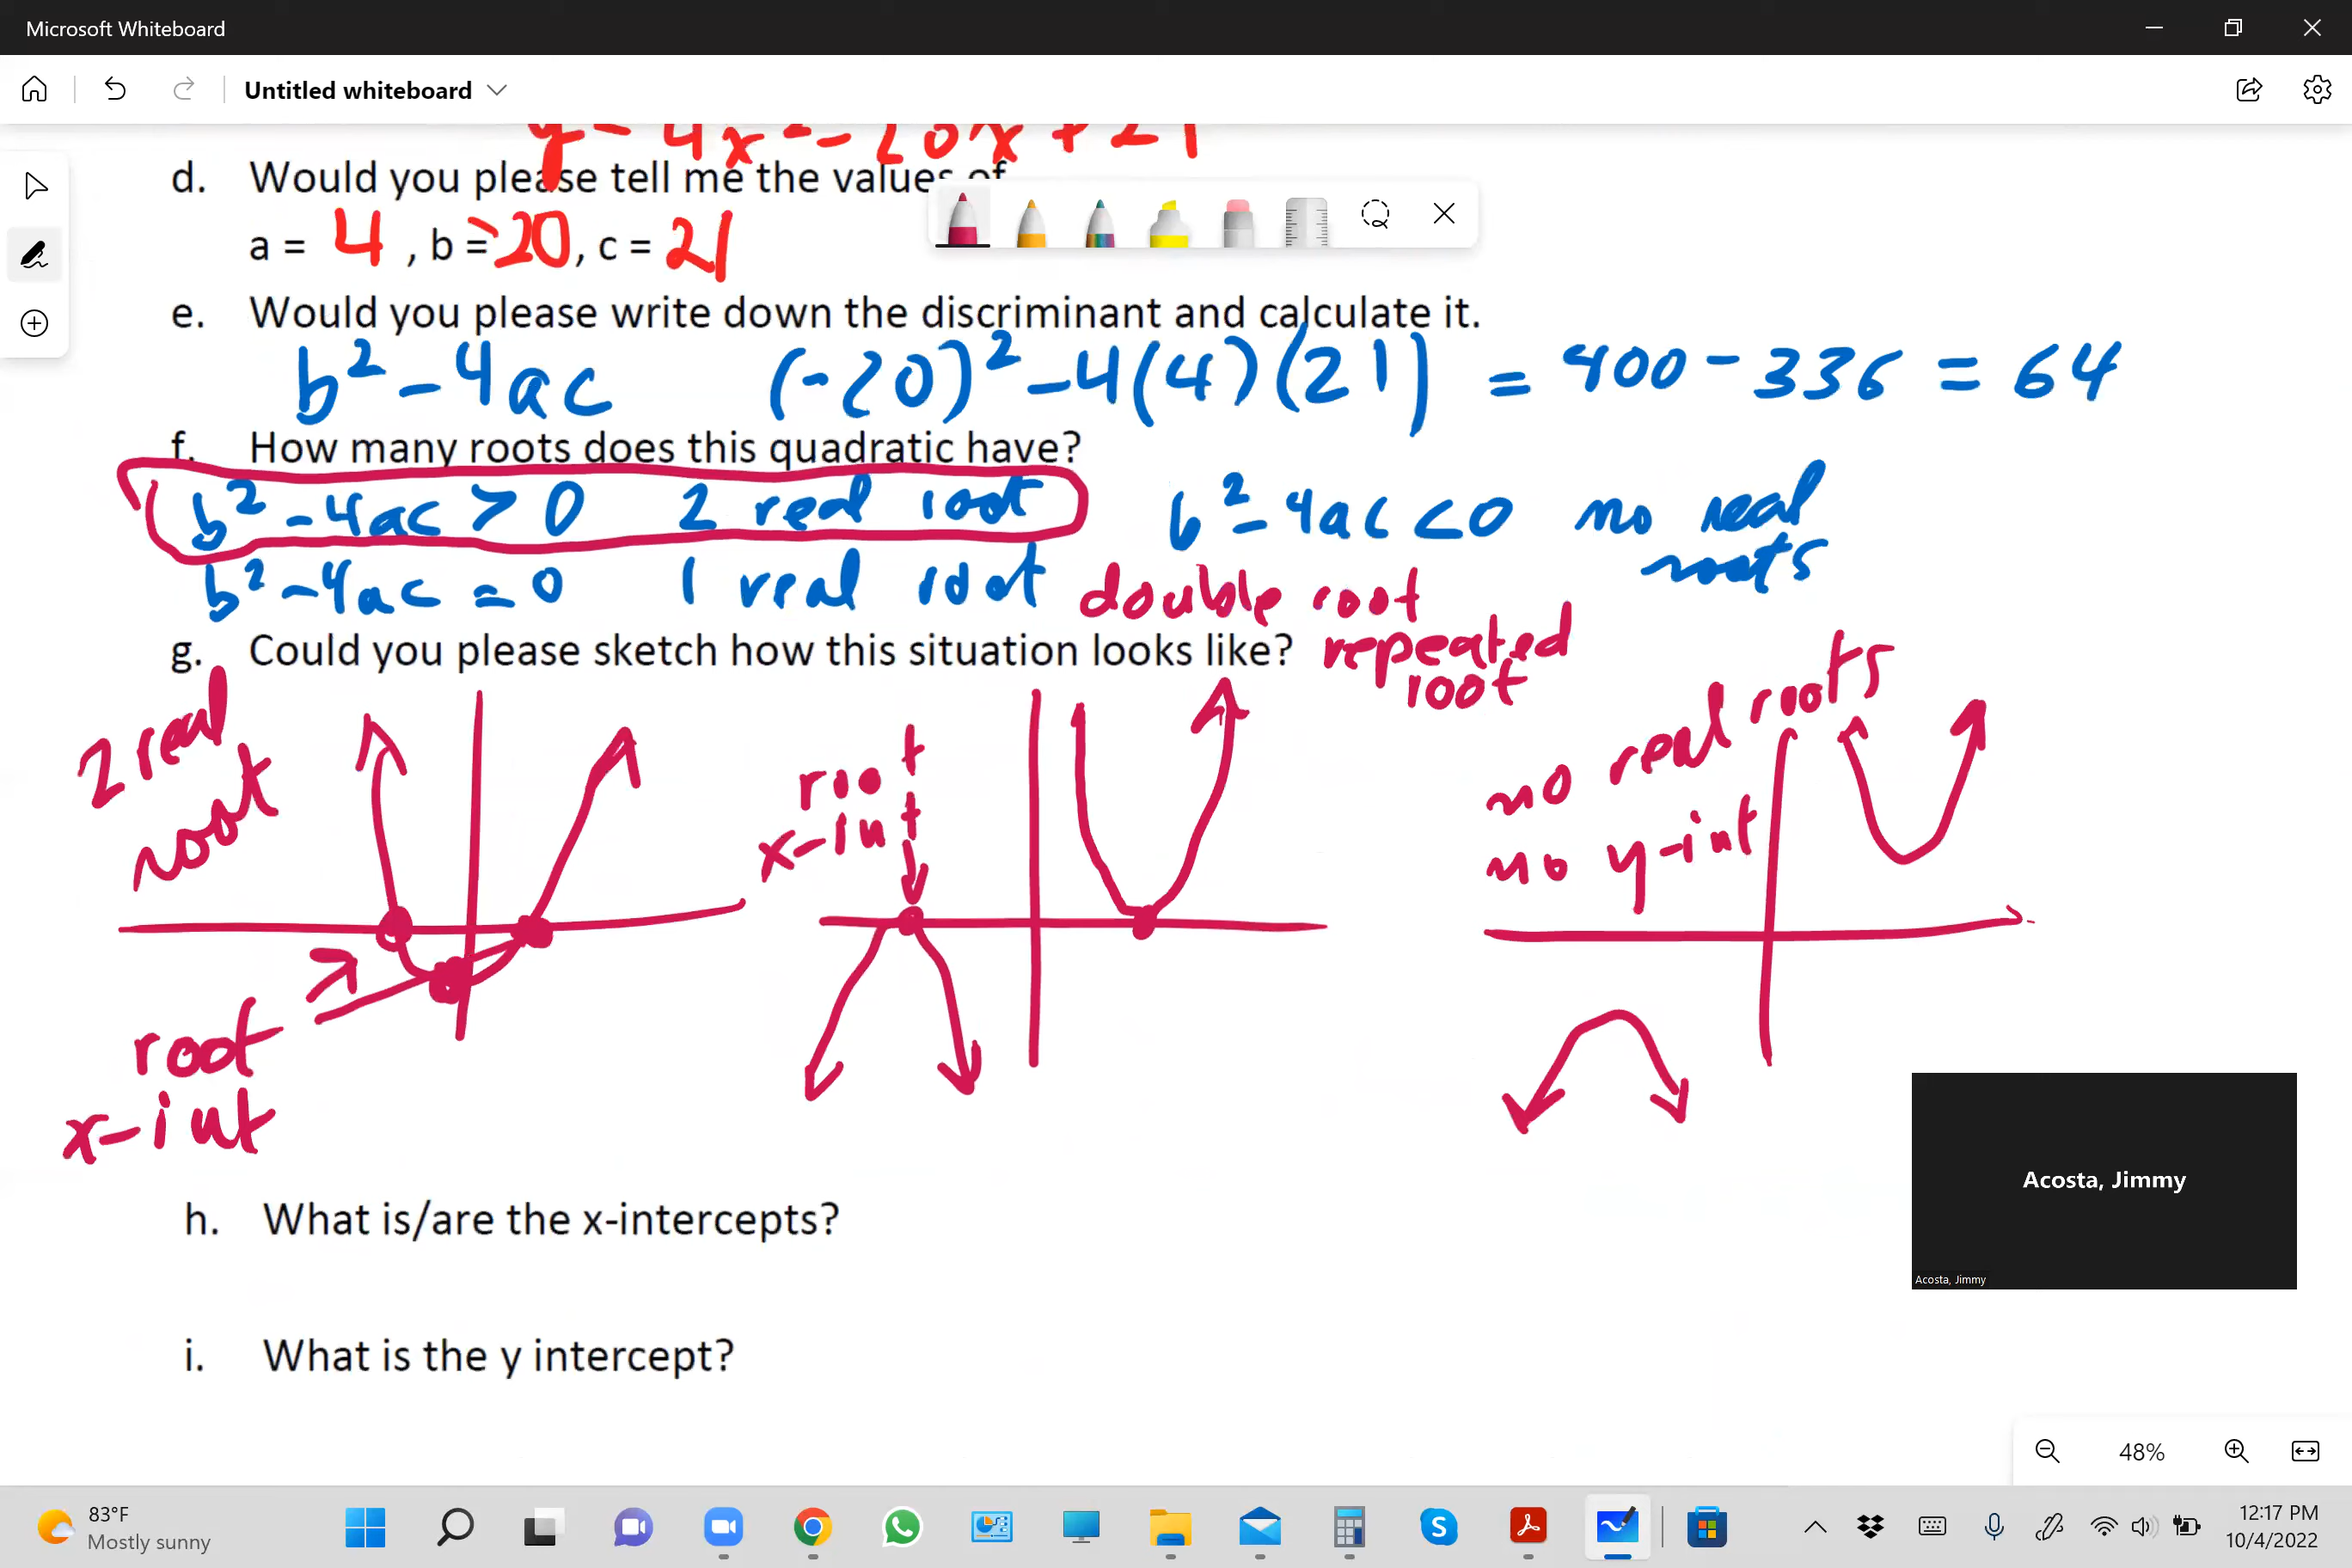 Microsoft Whiteboard
Untitled whiteboard
y = 4x² - 20x + 21
d. Would you please tell me the values of
a = 4 , b = -20, c = 21
e. Would you please write down the discriminant and calculate it.
b² - 4ac (-20)² - 4(4)(21) = 400 - 336 = 64
f. How many roots does this quadratic have?
b² - 4ac > 0 2 real root
b² - 4ac < 0 no real
roots
b² - 4ac = 0 1 real root double root
repeated
root
g. Could you please sketch how this situation looks like?
2 real
root
root
x-int
root
x-int
no real roots
no y-int
Acosta, Jimmy
Acosta, Jimmy
h. What is/are the x-intercepts?
i. What is the y intercept?
48%
83°F
Mostly sunny
12:17 PM
10/4/2022